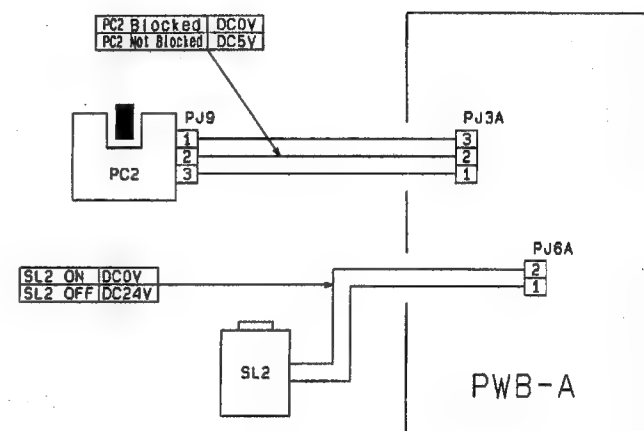 PC2 Blocked DC0V
PC2 Not Blocked DC5V
PJ9
PJ3A
1
2
3
3
2
1
PC2
PJ6A
2
1
SL2 ON DC0V
SL2 OFF DC24V
SL2
PWB-A